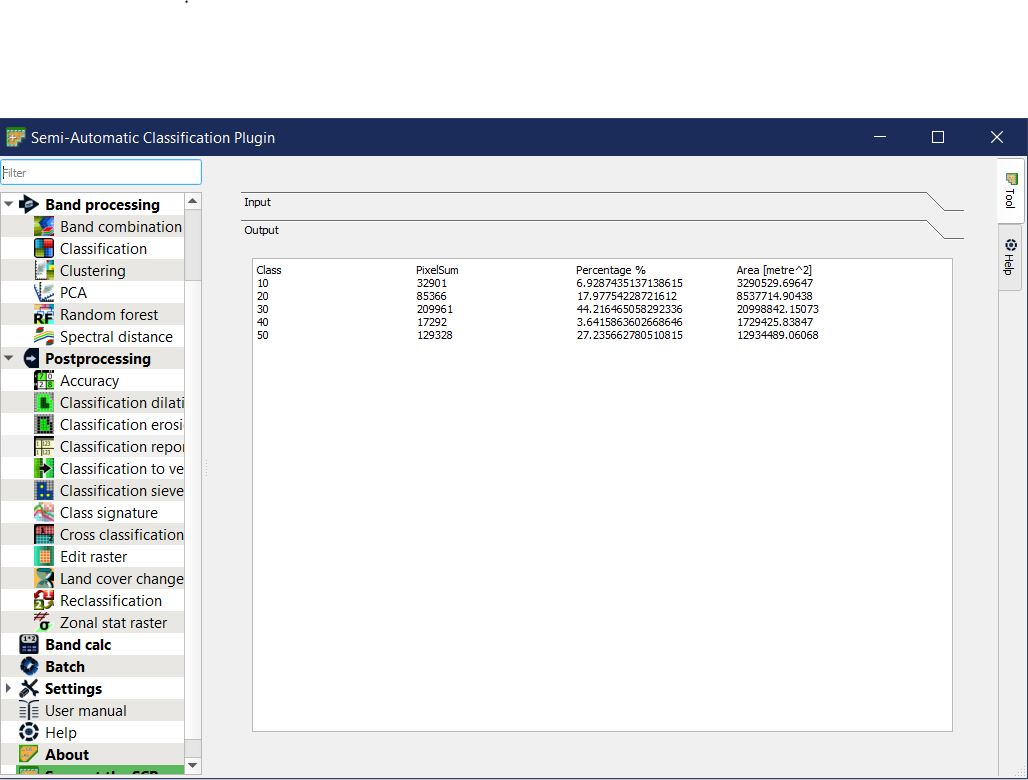 Semi-Automatic Classification Plugin
Filter
Band processing
Band combination
Classification
Clustering
PCA
Random forest
Spectral distance
Postprocessing
Accuracy
Classification dilati
Classification erosi
Classification repor
Classification to ve
Classification sieve
Class signature
Cross classification
Edit raster
Land cover change
Reclassification
Zonal stat raster
Band calc
Batch
Settings
User manual
Help
About
Support the SCP
Input
Output
Class PixelSum Percentage % Area [metre^2]
10 32901 6.9287435137138615 3290529.69647
20 85366 17.97754228721612 8537714.90438
30 209961 44.216465058292336 20998842.15073
40 17292 3.6415863602668646 1729425.83847
50 129328 27.235662780510815 12934489.06068
Tool
Help